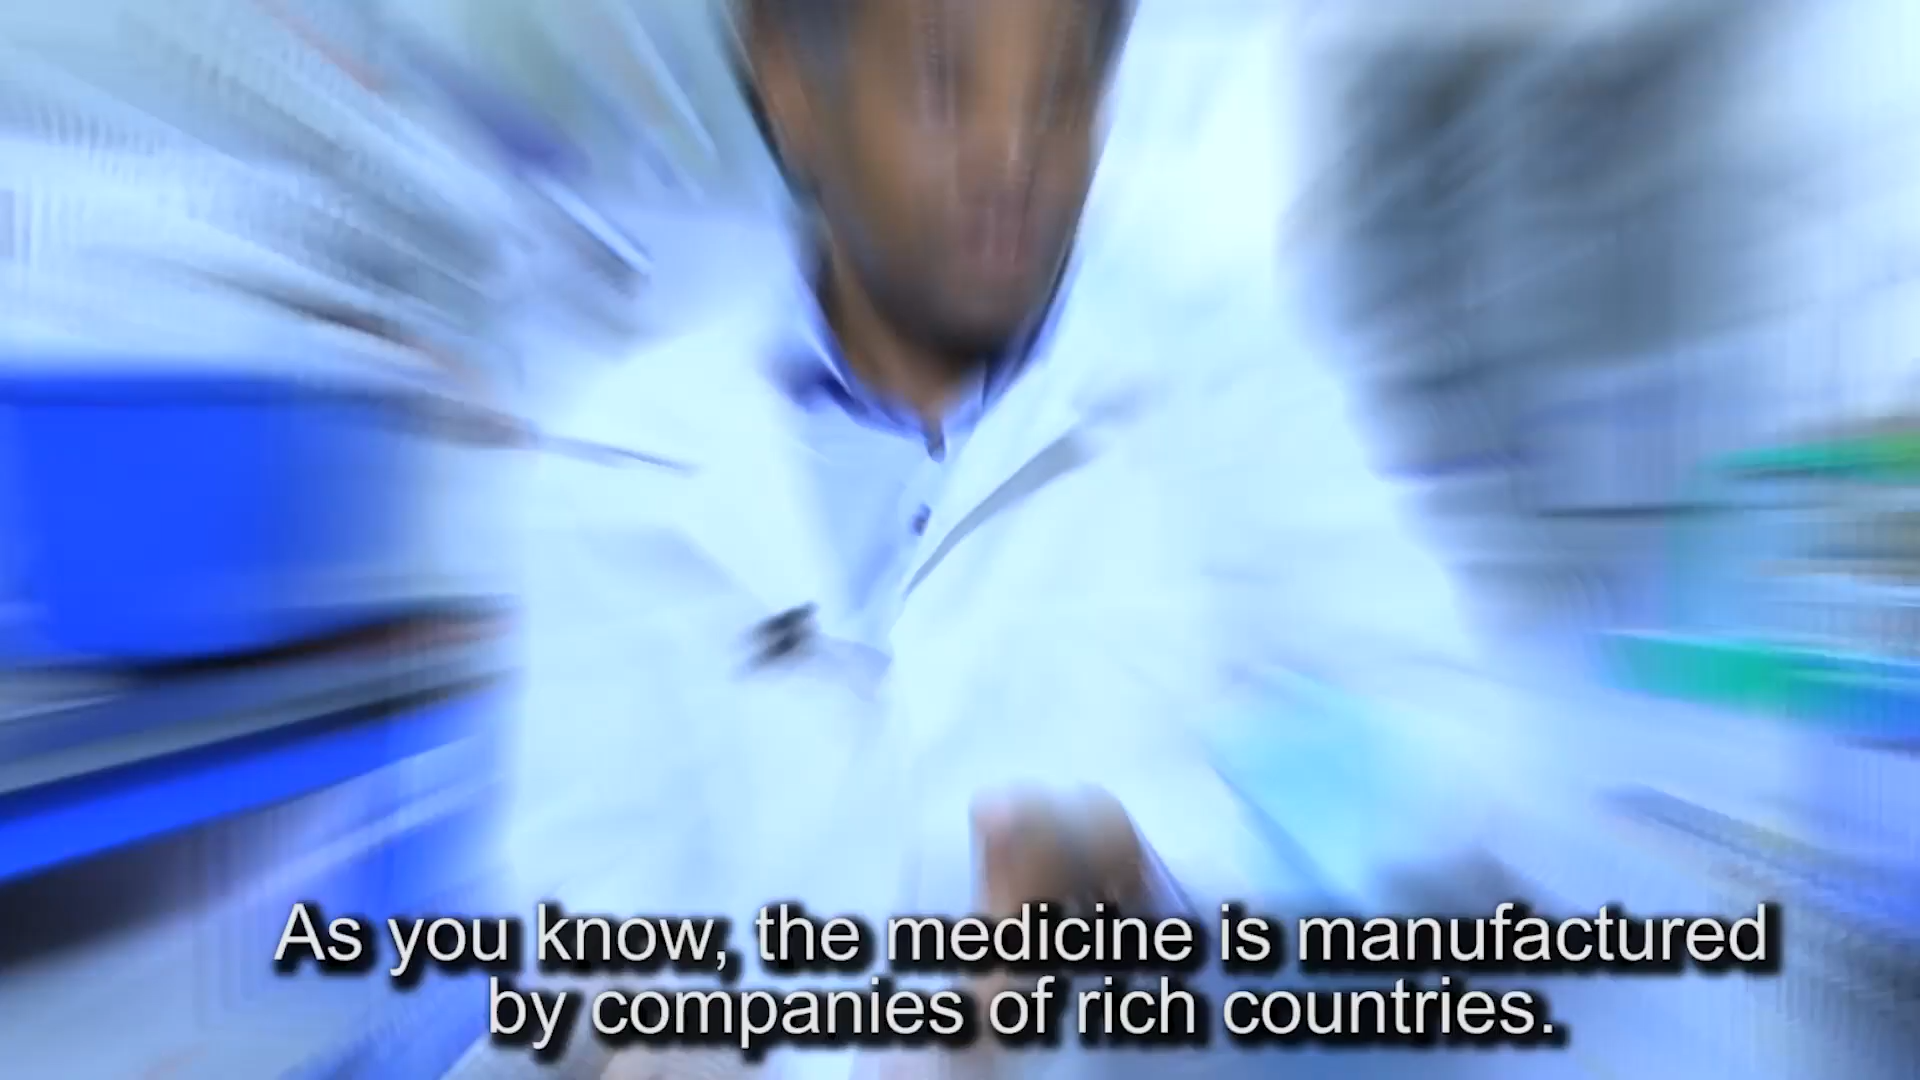 As you know, the medicine is manufactured
by companies of rich countries.